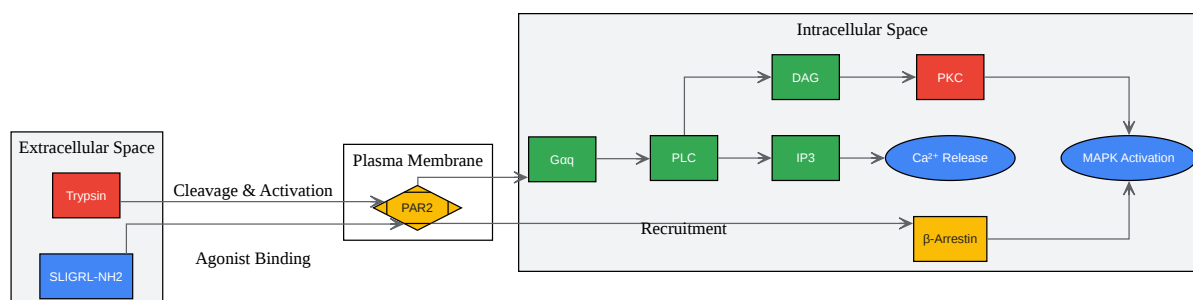 Intracellular Space
DAG
PKC
Extracellular Space
Plasma Membrane
Gαq
PLC
IP3
Ca²⁺ Release
MAPK Activation
Trypsin
Cleavage & Activation
PAR2
Recruitment
β-Arrestin
Agonist Binding
SLIGRL-NH2